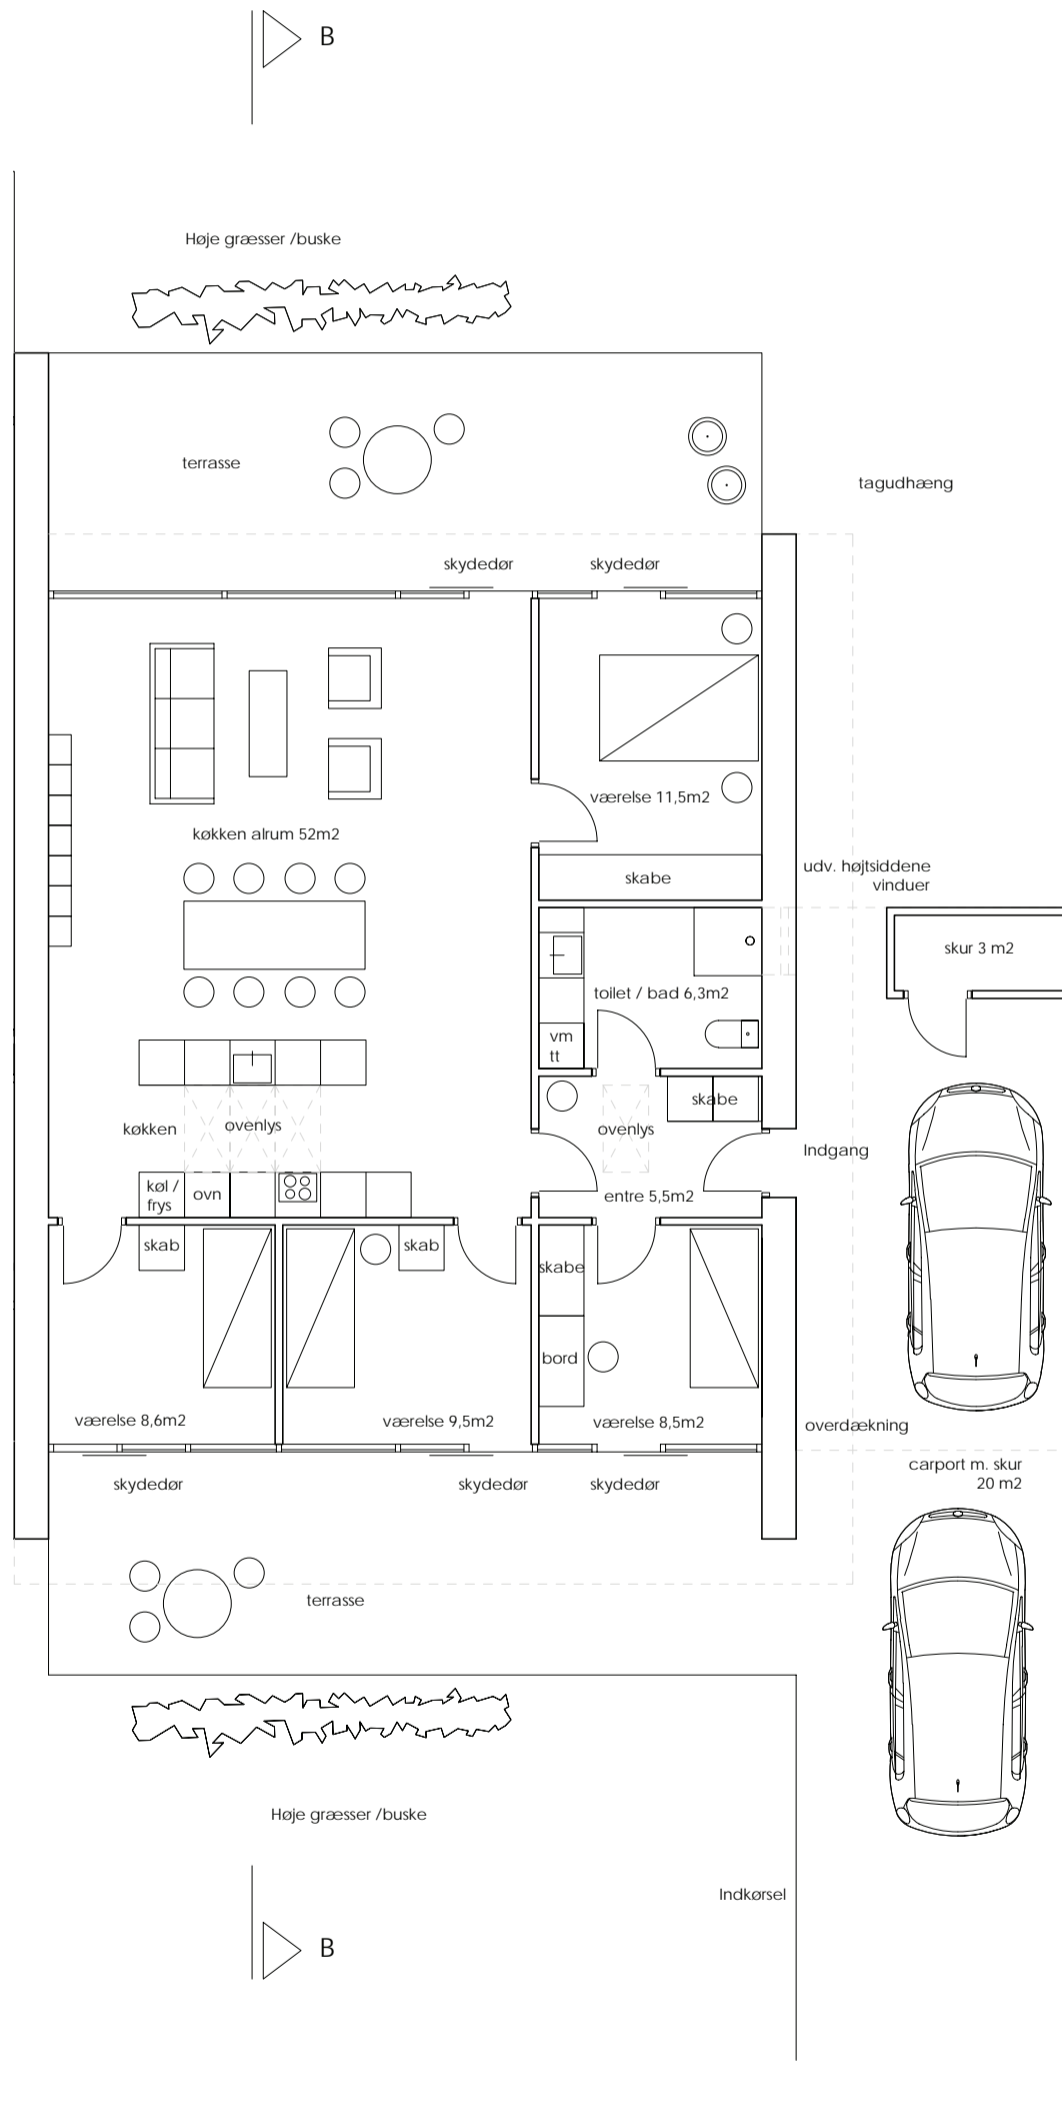 B
Høje græsser /buske
terrasse
tagudhæng
skydedør
skydedør
værelse 11,5m2
køkken alrum 52m2
udv. højtsiddene
vinduer
skabe
skur 3 m2
toilet / bad 6,3m2
vm
tt
skabe
køkken
ovenlys
ovenlys
Indgang
køl /
frys
ovn
entre 5,5m2
skab
skab
skabe
bord
værelse 8,6m2
værelse 9,5m2
værelse 8,5m2
overdækning
carport m. skur
20 m2
skydedør
skydedør
skydedør
terrasse
Høje græsser /buske
Indkørsel
B